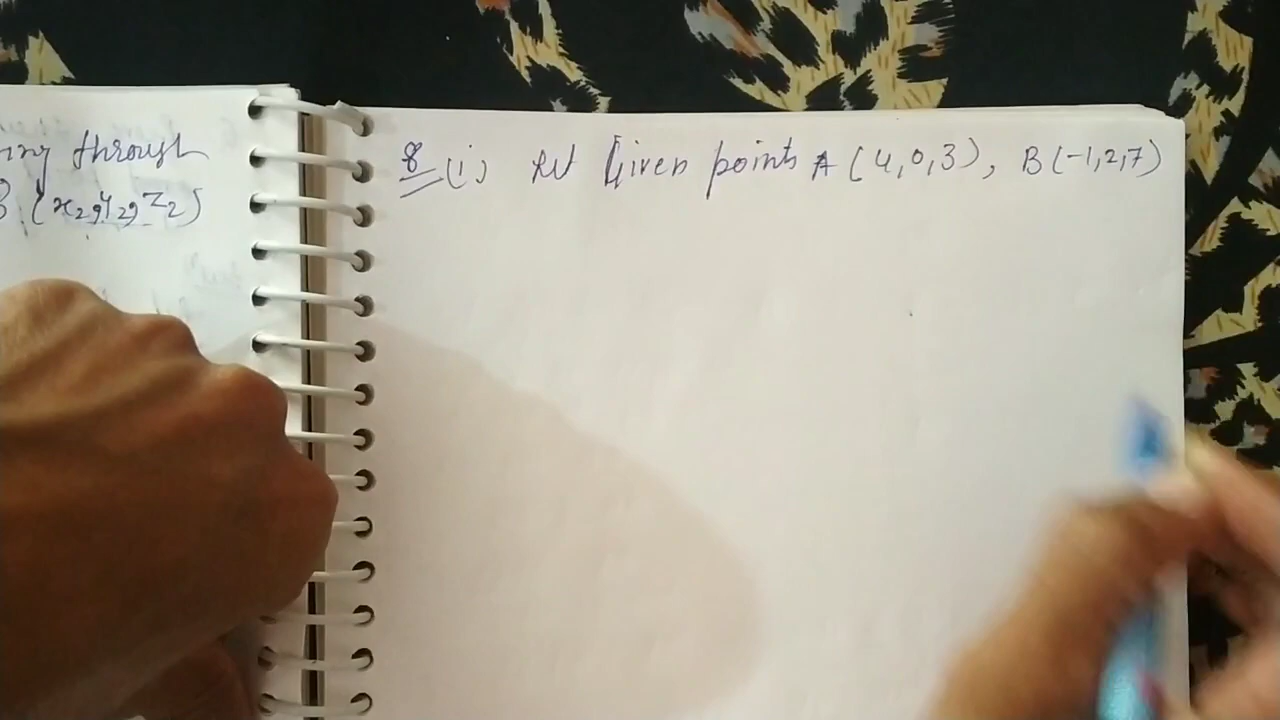 ing through
B (x₂, y₂, z₂)
8 (i) let Given points A (4,0,3), B(-1,2,7)